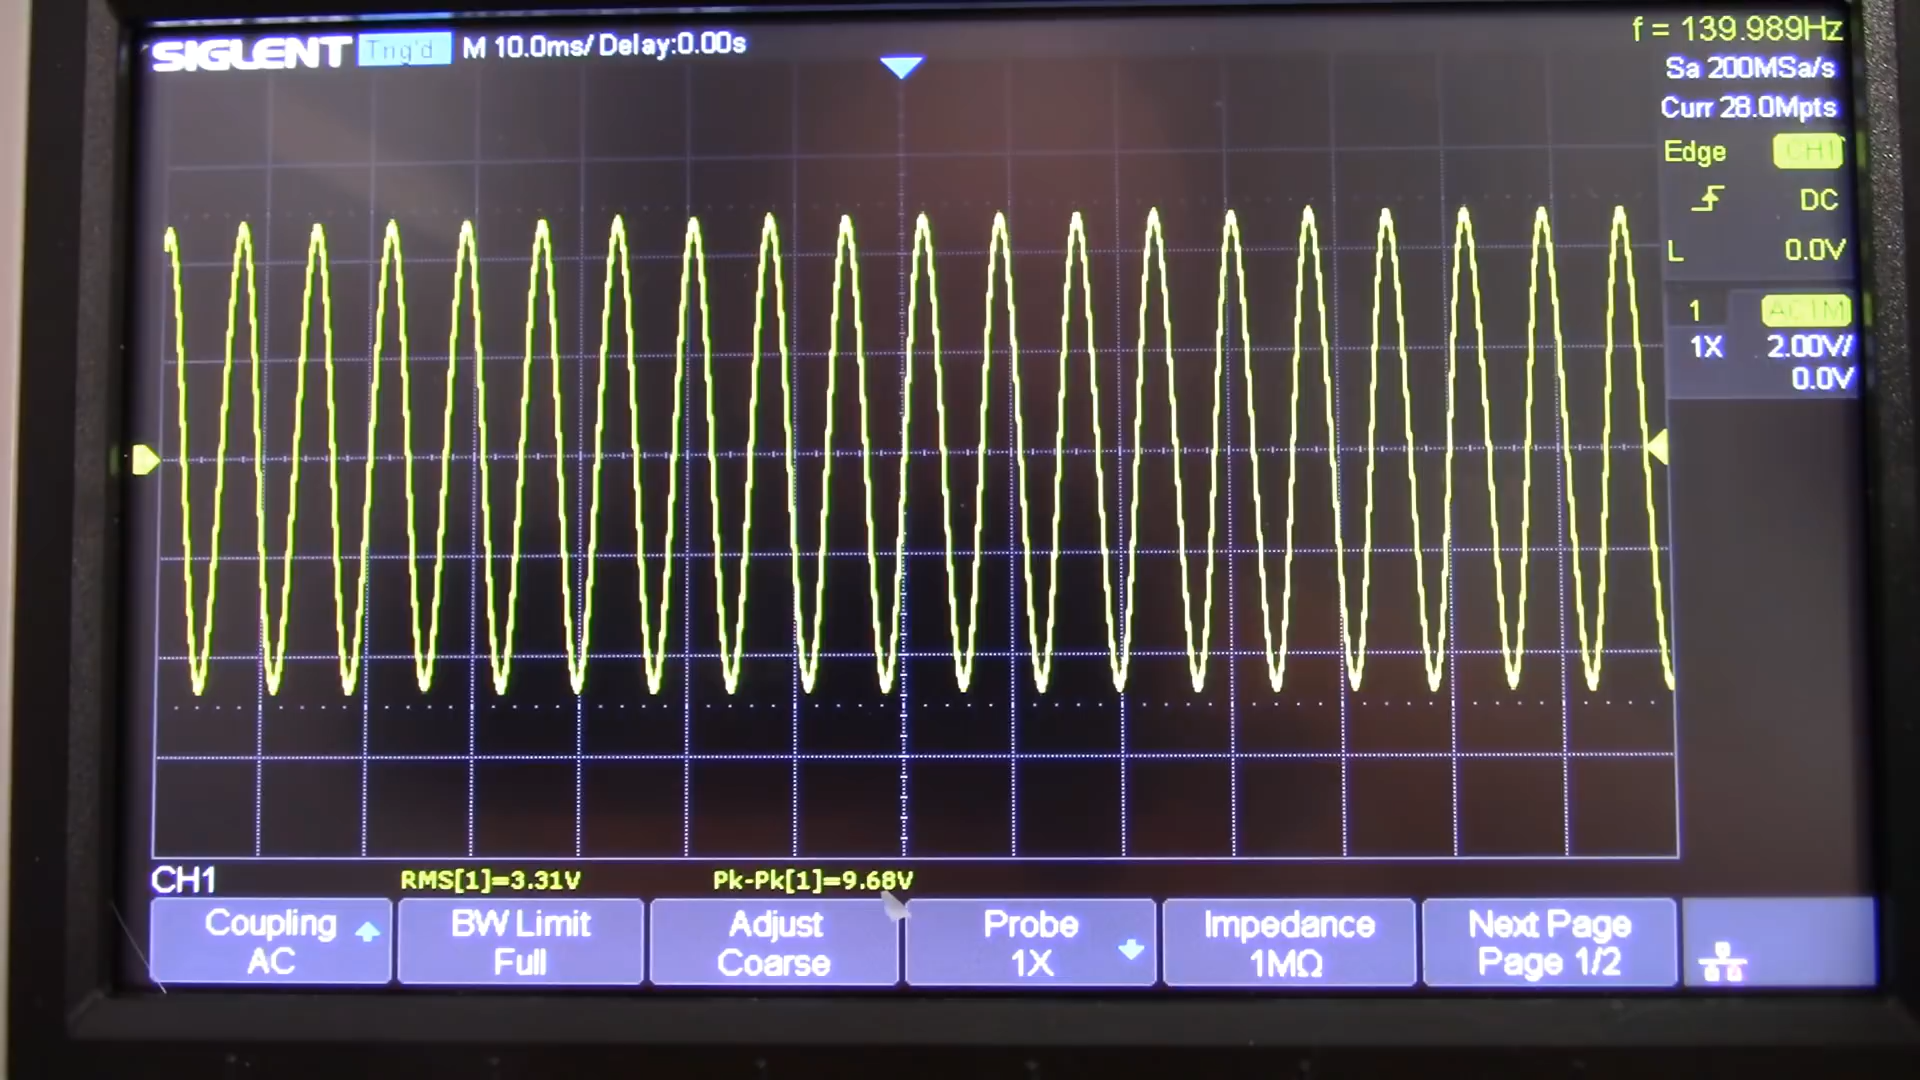 SIGLENT Trig'd M 10.0ms/ Delay:0.00s
f = 139.989Hz
Sa 200MSa/s
Curr 28.0Mpts
Edge CH1
DC
L 0.0V
1 AC1M
1X 2.00V/
0.0V
CH1 RMS[1]=3.31V Pk-Pk[1]=9.68V
Coupling
AC
BW Limit
Full
Adjust
Coarse
Probe
1X
Impedance
1MΩ
Next Page
Page 1/2